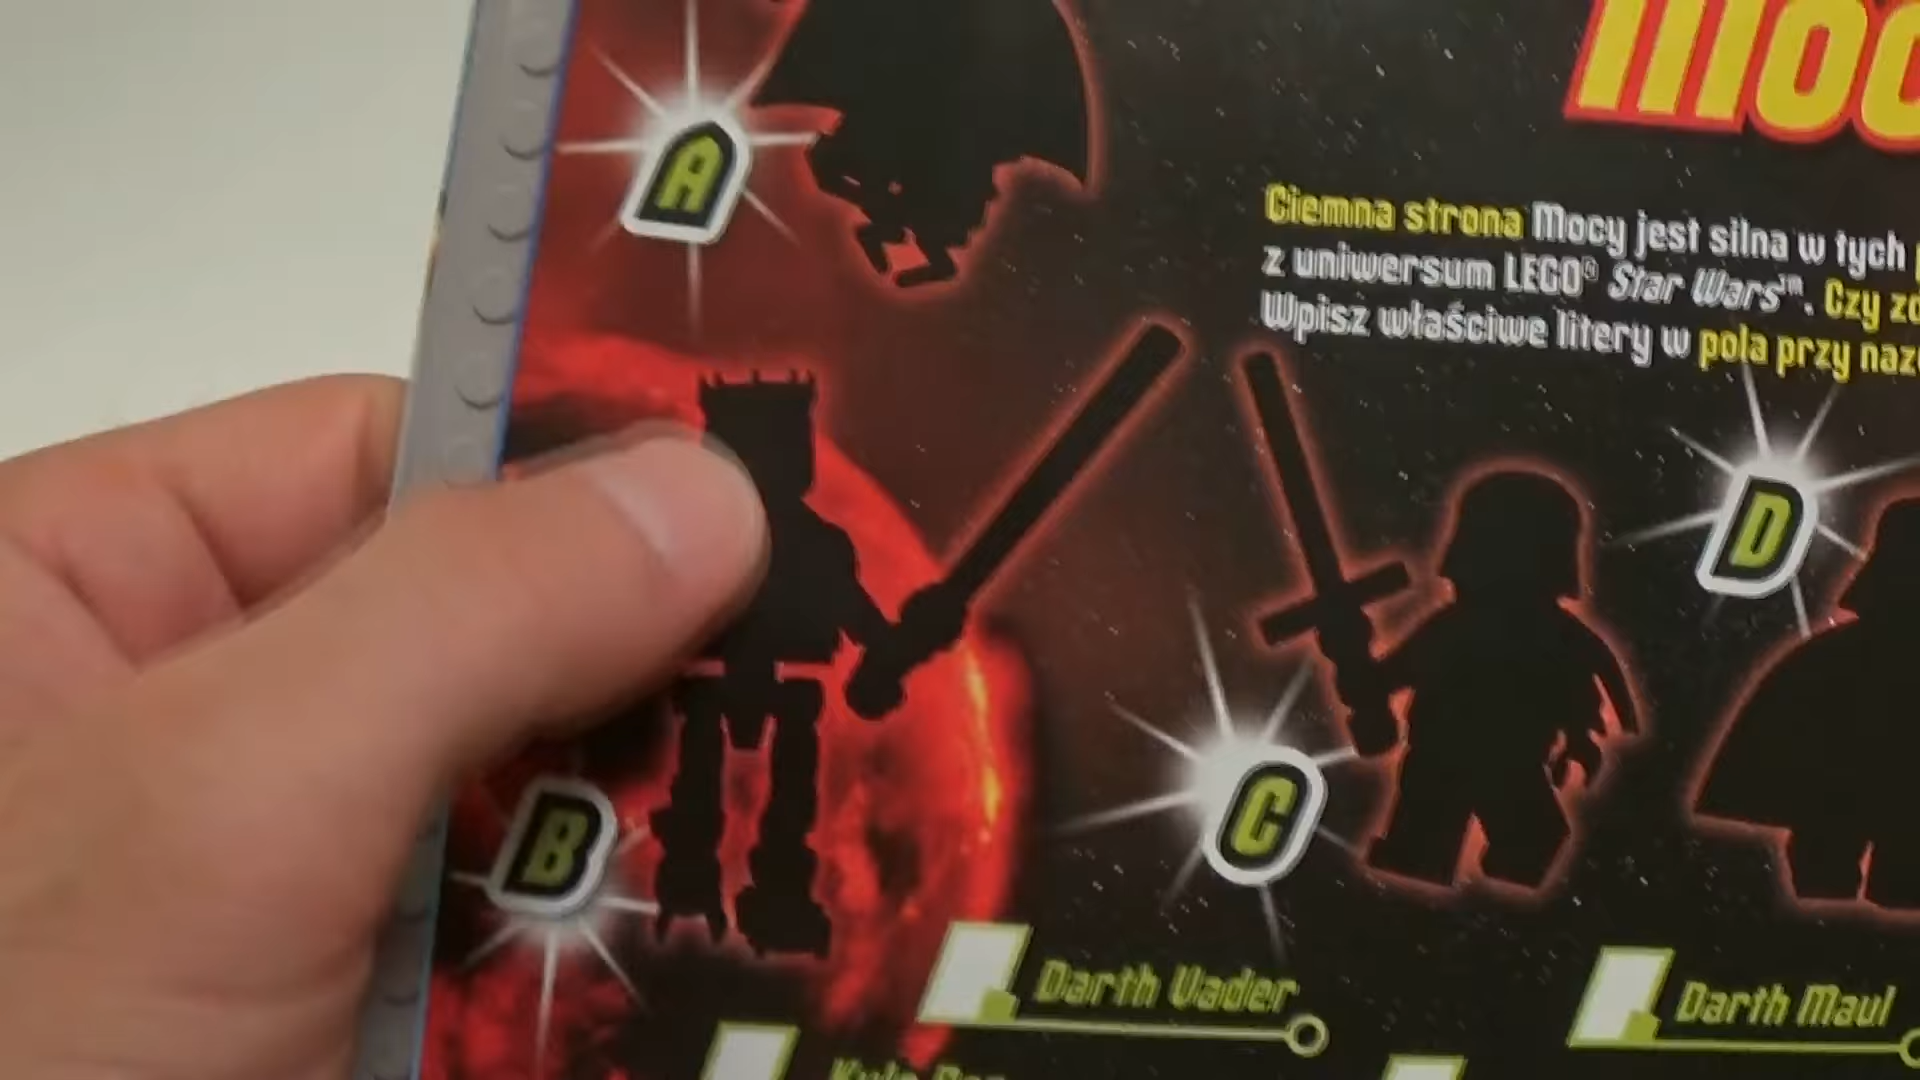 Moc
A
Ciemna strona Mocy jest silna w tych
z uniwersum LEGO® Star Wars™. Czy
Wpisz właściwe litery w pola przy
D
C
B
Darth Vader
Darth Maul